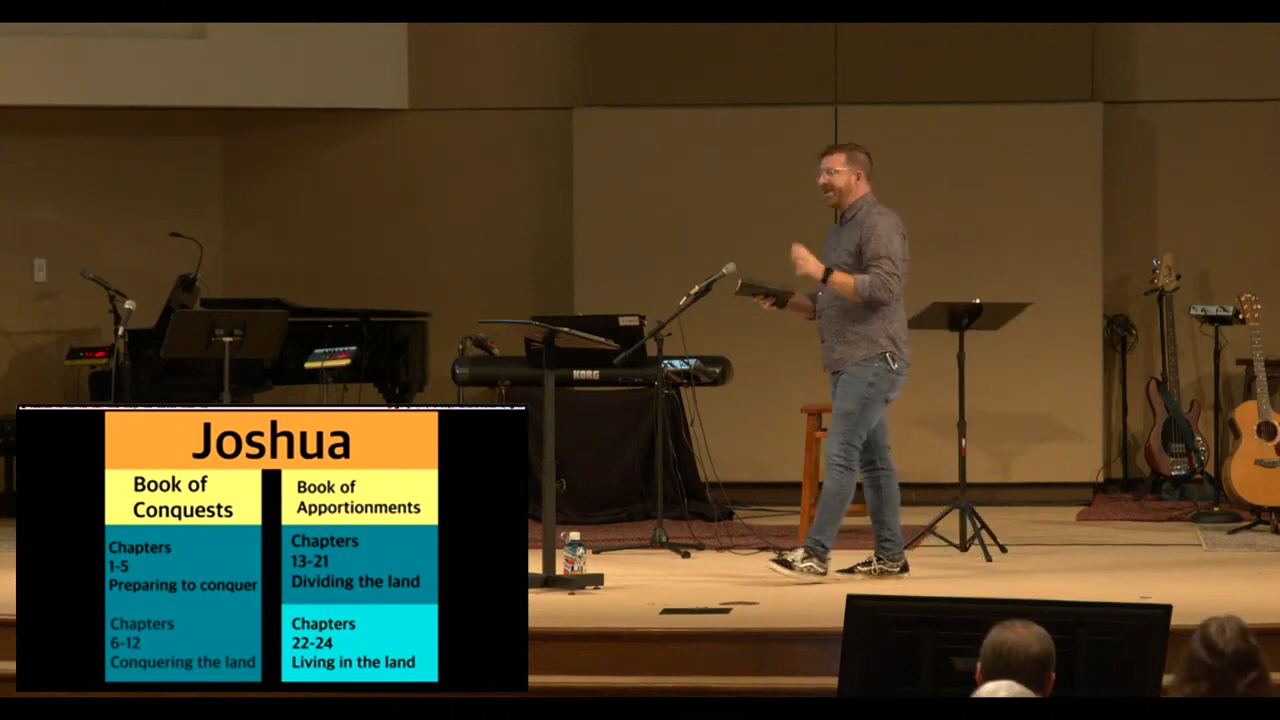 KORG
Joshua
Book of
Conquests
Book of
Apportionments
Chapters
1-5
Preparing to conquer
Chapters
13-21
Dividing the land
Chapters
6-12
Conquering the land
Chapters
22-24
Living in the land